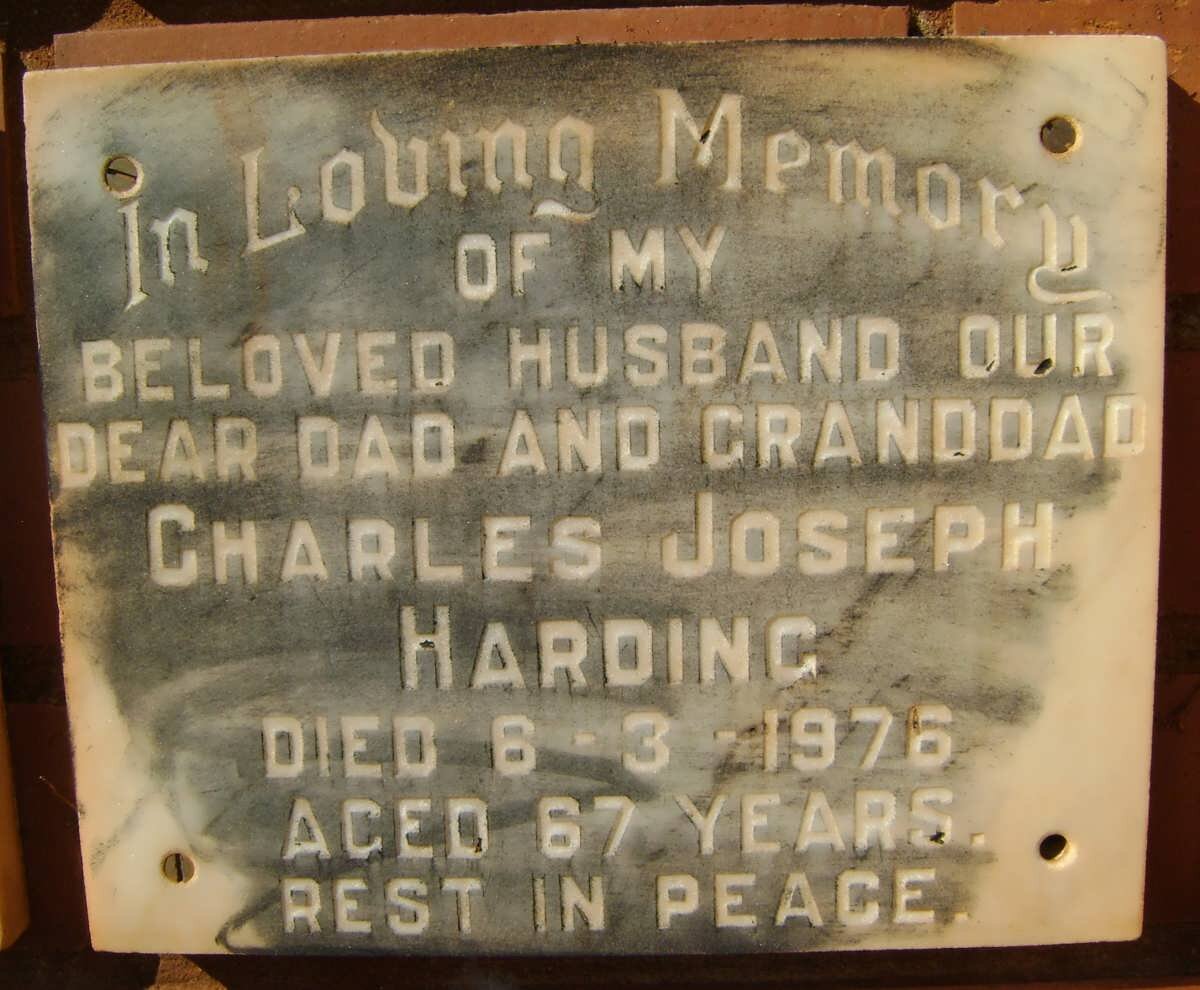 In Loving Memory
OF MY
BELOVED HUSBAND OUR
DEAR DAD AND GRANDDAD
CHARLES JOSEPH
HARDING
DIED 6-3-1976
AGED 67 YEARS.
REST IN PEACE.